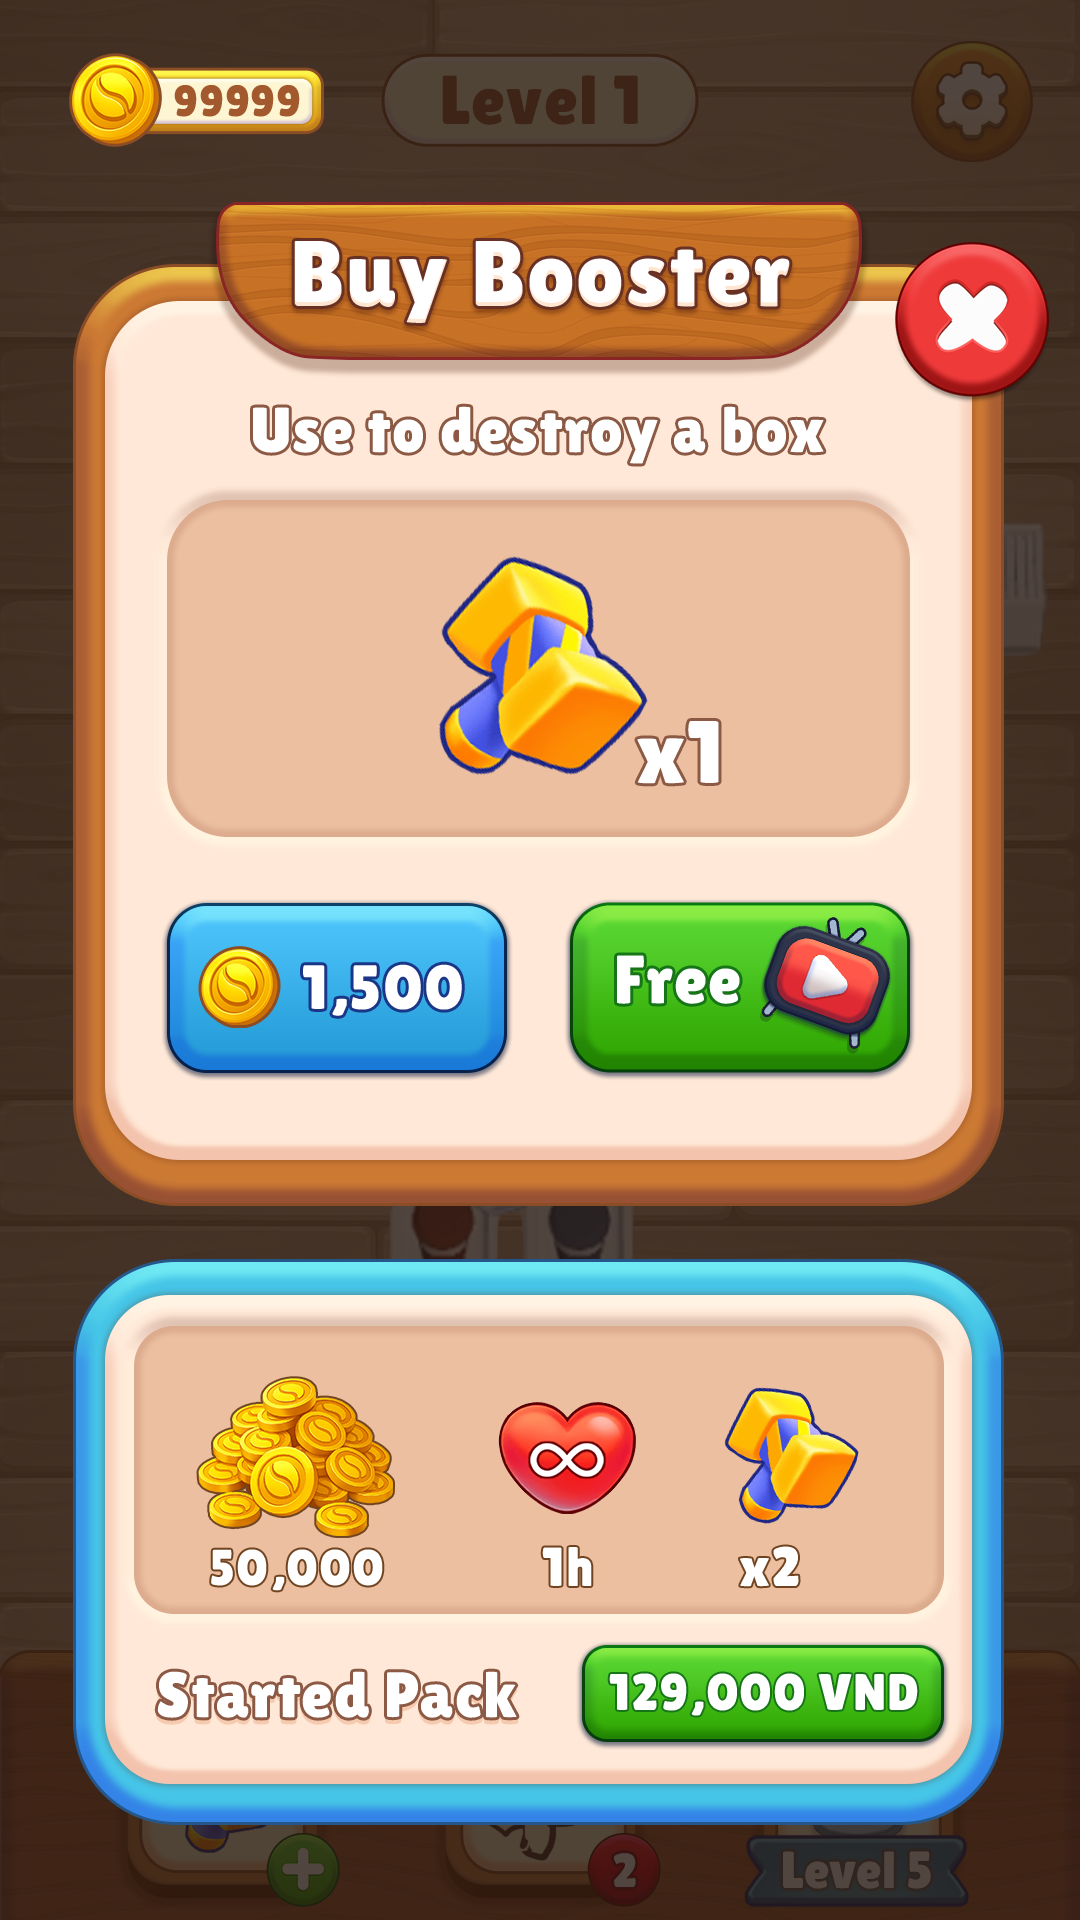 99999
Level 1
Buy Booster
Use to destroy a box
x1
1,500
Free
50,000
1h
x2
Started Pack
129,000 VND
2
Level 5